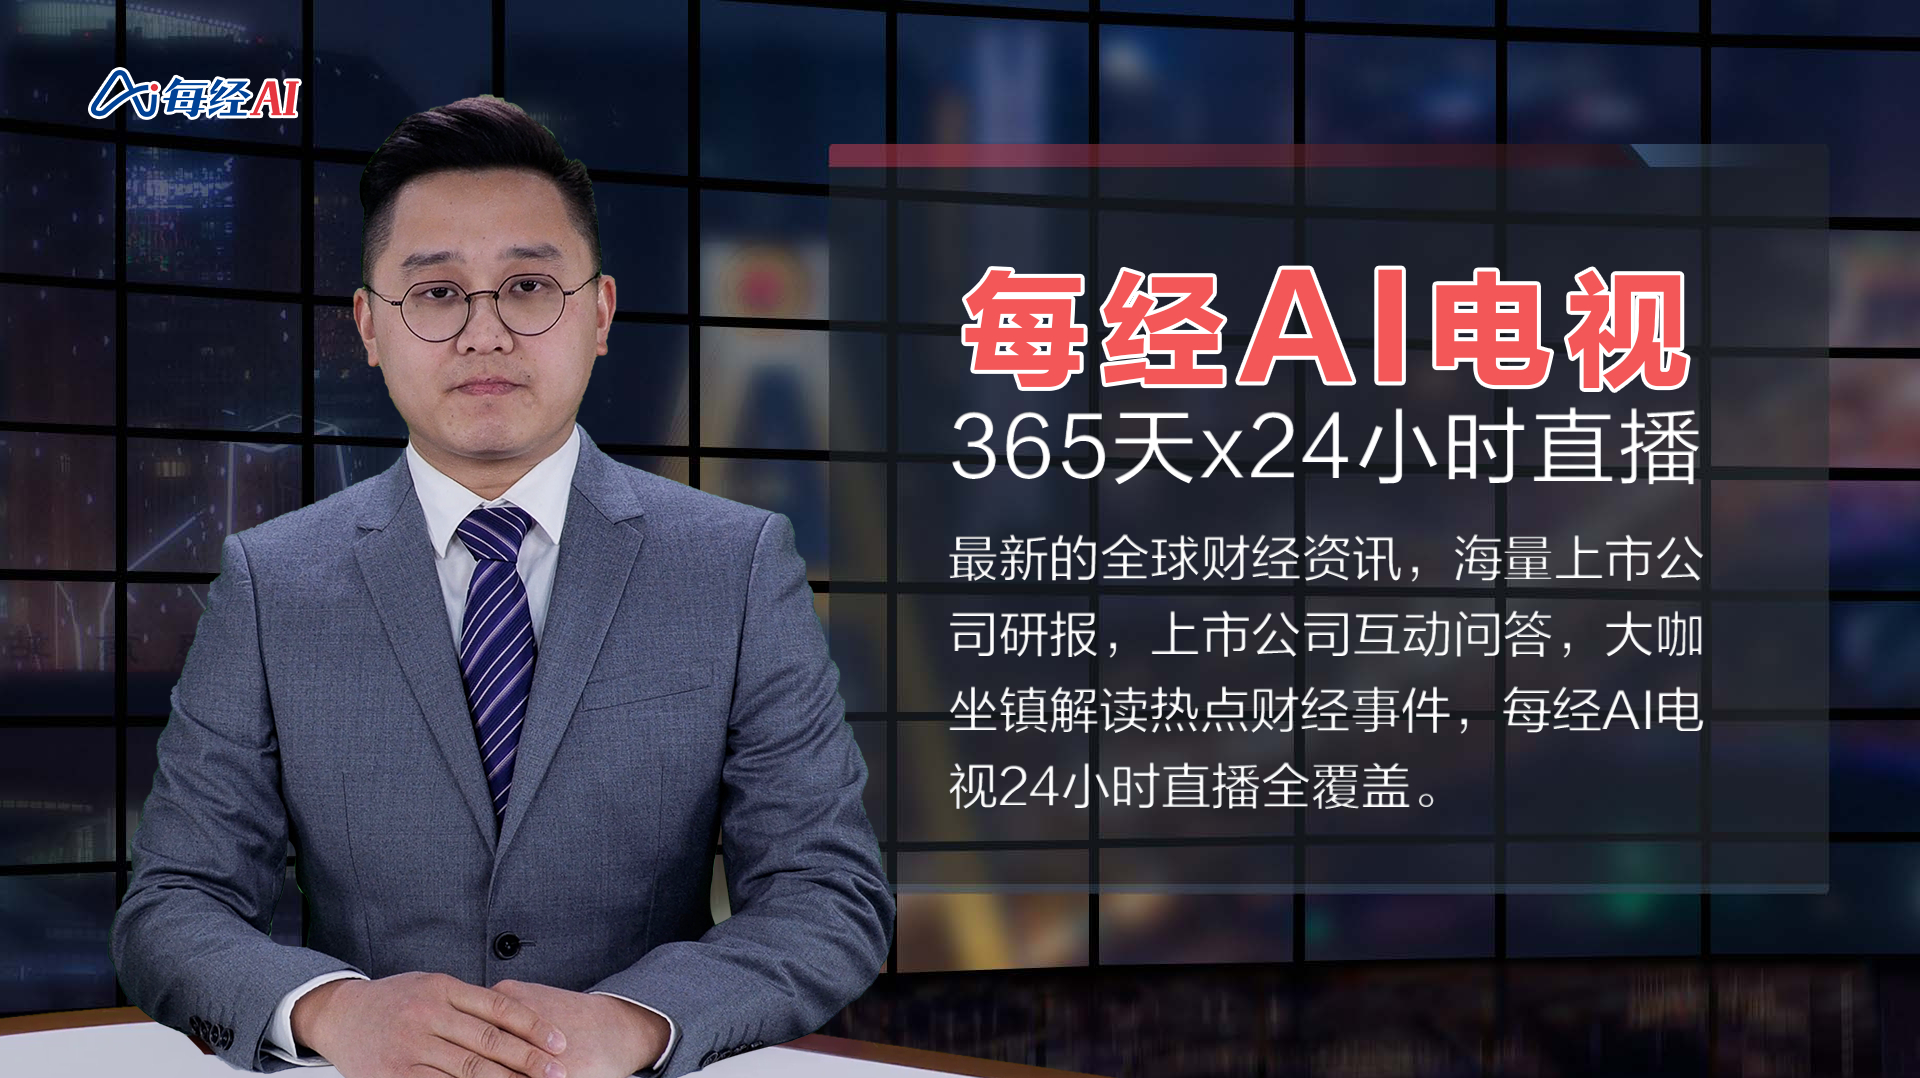 Ai每经AI
每经AI电视
365天x24小时直播
最新的全球财经资讯，海量上市公
司研报，上市公司互动问答，大咖
坐镇解读热点财经事件，每经AI电
视24小时直播全覆盖。